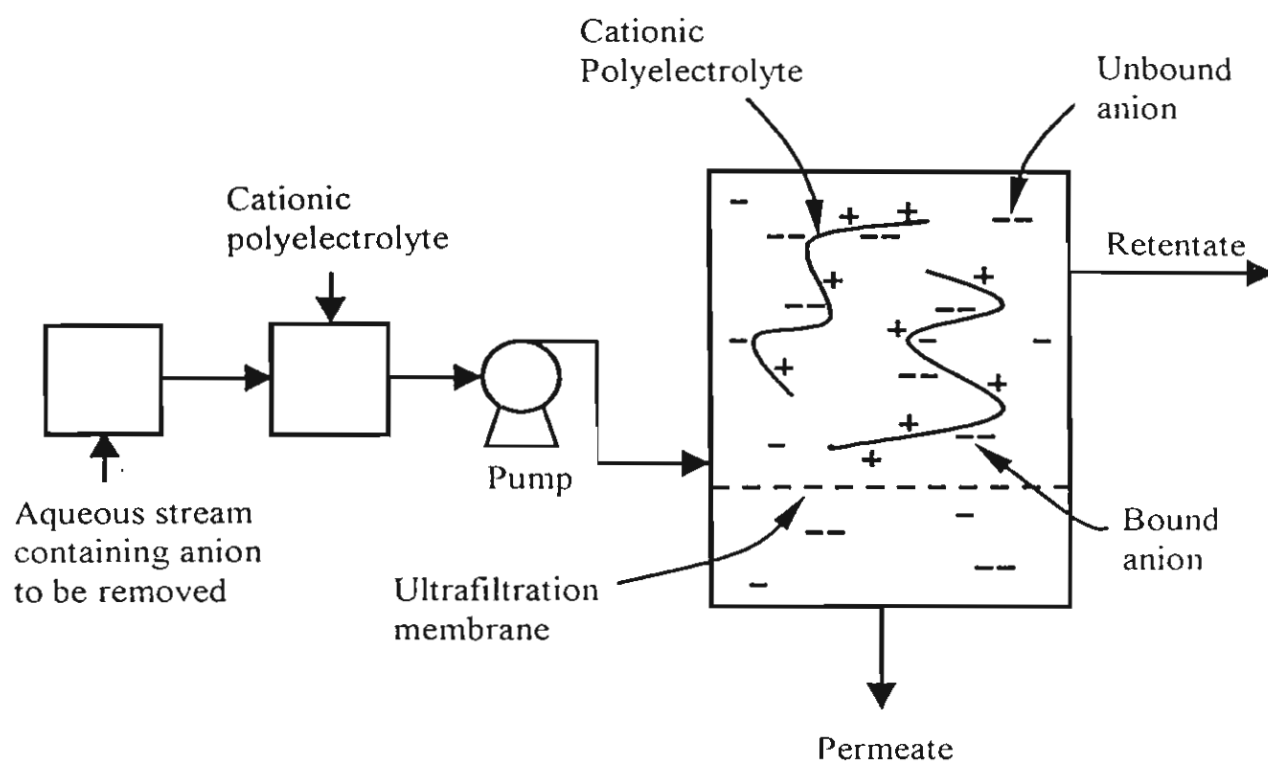 Cationic
Polyelectrolyte
Unbound
anion
Cationic
polyelectrolyte
Retentate
Pump
Aqueous stream
containing anion
to be removed
Ultrafiltration
membrane
Bound
anion
Permeate